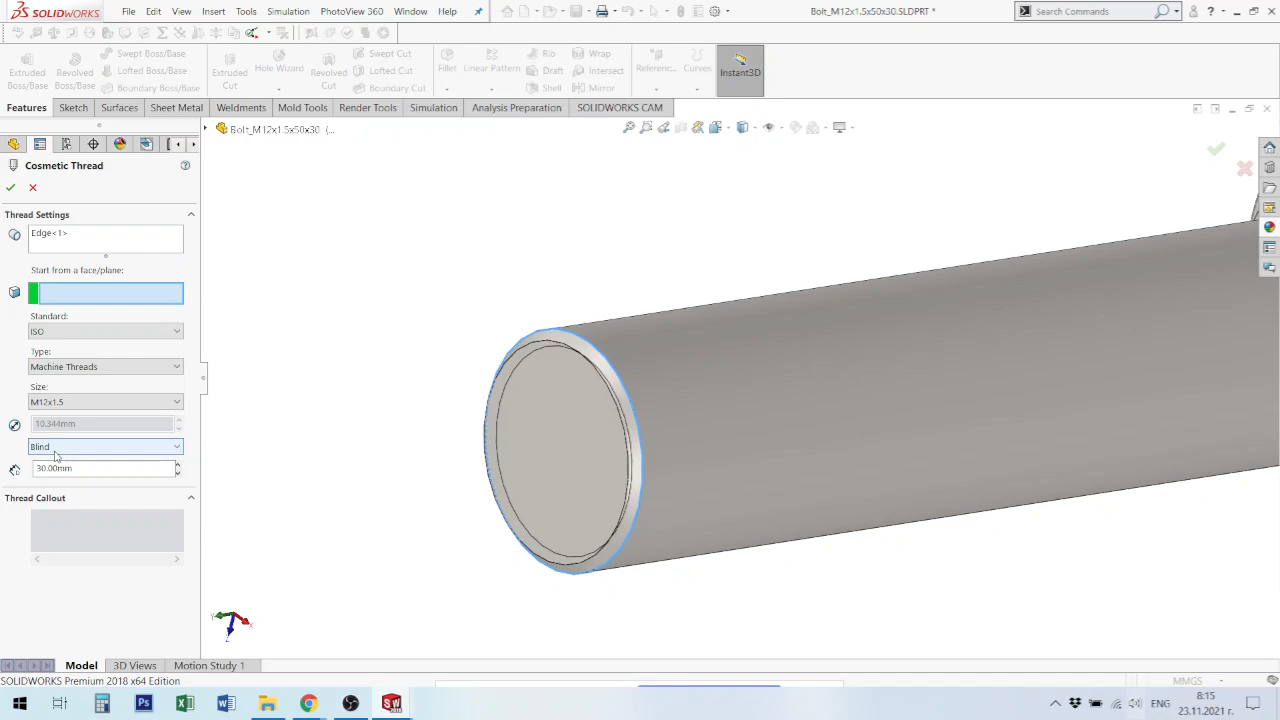 SOLIDWORKS File Edit View Insert Tools Simulation PhotoView 360 Window Help Bolt_M12x1.5x50x30.SLDPRT * Search Commands
Extruded Boss/Base
Revolved Boss/Base
Swept Boss/Base
Lofted Boss/Base
Boundary Boss/Base
Extruded Cut
Hole Wizard
Revolved Cut
Swept Cut
Lofted Cut
Boundary Cut
Fillet
Linear Pattern
Rib
Draft
Shell
Wrap
Intersect
Mirror
Referenc...
Curves
Instant3D
Features Sketch Surfaces Sheet Metal Weldments Mold Tools Render Tools Simulation Analysis Preparation SOLIDWORKS CAM
Bolt_M12x1.5x50x30 (...
Cosmetic Thread
Thread Settings
Edge<1>
Start from a face/plane:
Standard:
ISO
Type:
Machine Threads
Size:
M12x1.5
10.344mm
Blind
30.00mm
Thread Callout
Y
X
Z
Model 3D Views Motion Study 1
SOLIDWORKS Premium 2018 x64 Edition MMGS
ENG
8:15
23.11.2021 г.